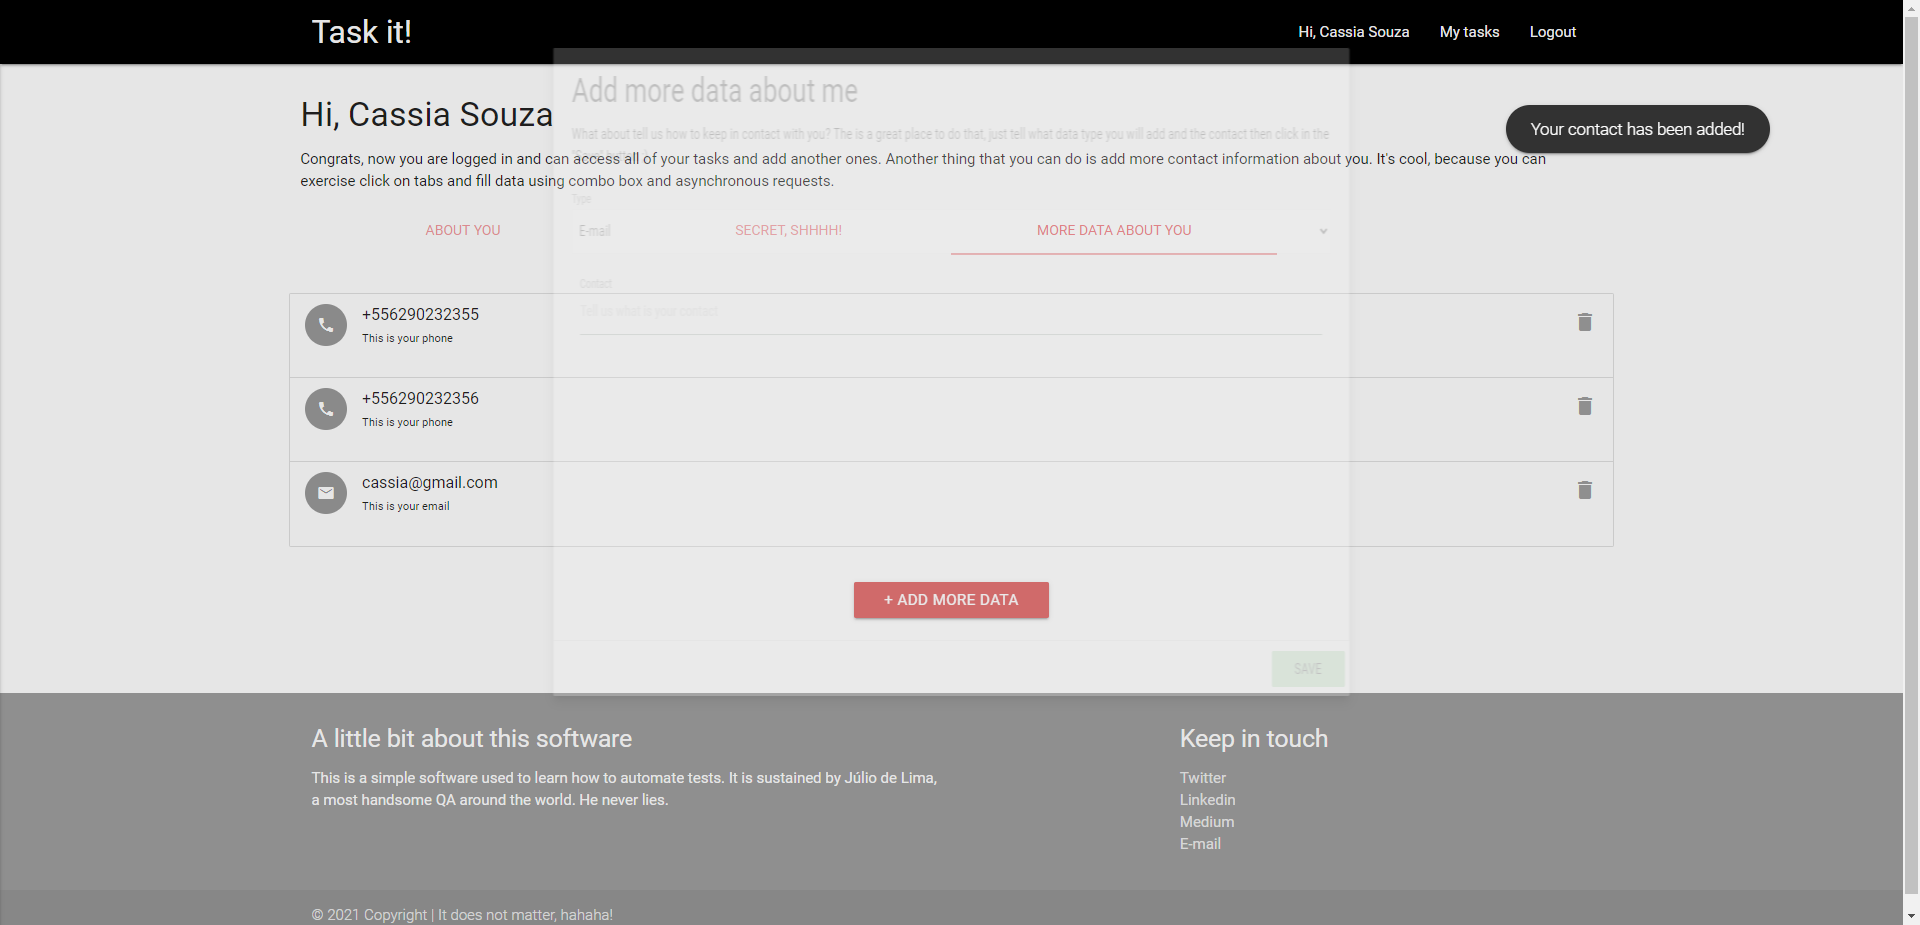 Task it!
Hi, Cassia Souza
My tasks
Logout
Add more data about me
Hi, Cassia Souza
Your contact has been added!
What about tell us how to keep in contact with you? The is a great place to do that, just tell what data type you will add and the contact then click in the
Congrats, now you are logged in and can access all of your tasks and add another ones. Another thing that you can do is add more contact information about you. It's cool, because you can
exercise click on tabs and fill data using combo box and asynchronous requests.
Type
E-mail
ABOUT YOU
SECRET, SHHHH!
MORE DATA ABOUT YOU
Contact
Tell us what is your contact
+556290232355
This is your phone
+556290232356
This is your phone
cassia@gmail.com
This is your email
+ ADD MORE DATA
SAVE
A little bit about this software
This is a simple software used to learn how to automate tests. It is sustained by Júlio de Lima,
a most handsome QA around the world. He never lies.
Keep in touch
Twitter
Linkedin
Medium
E-mail
© 2021 Copyright | It does not matter, hahaha!